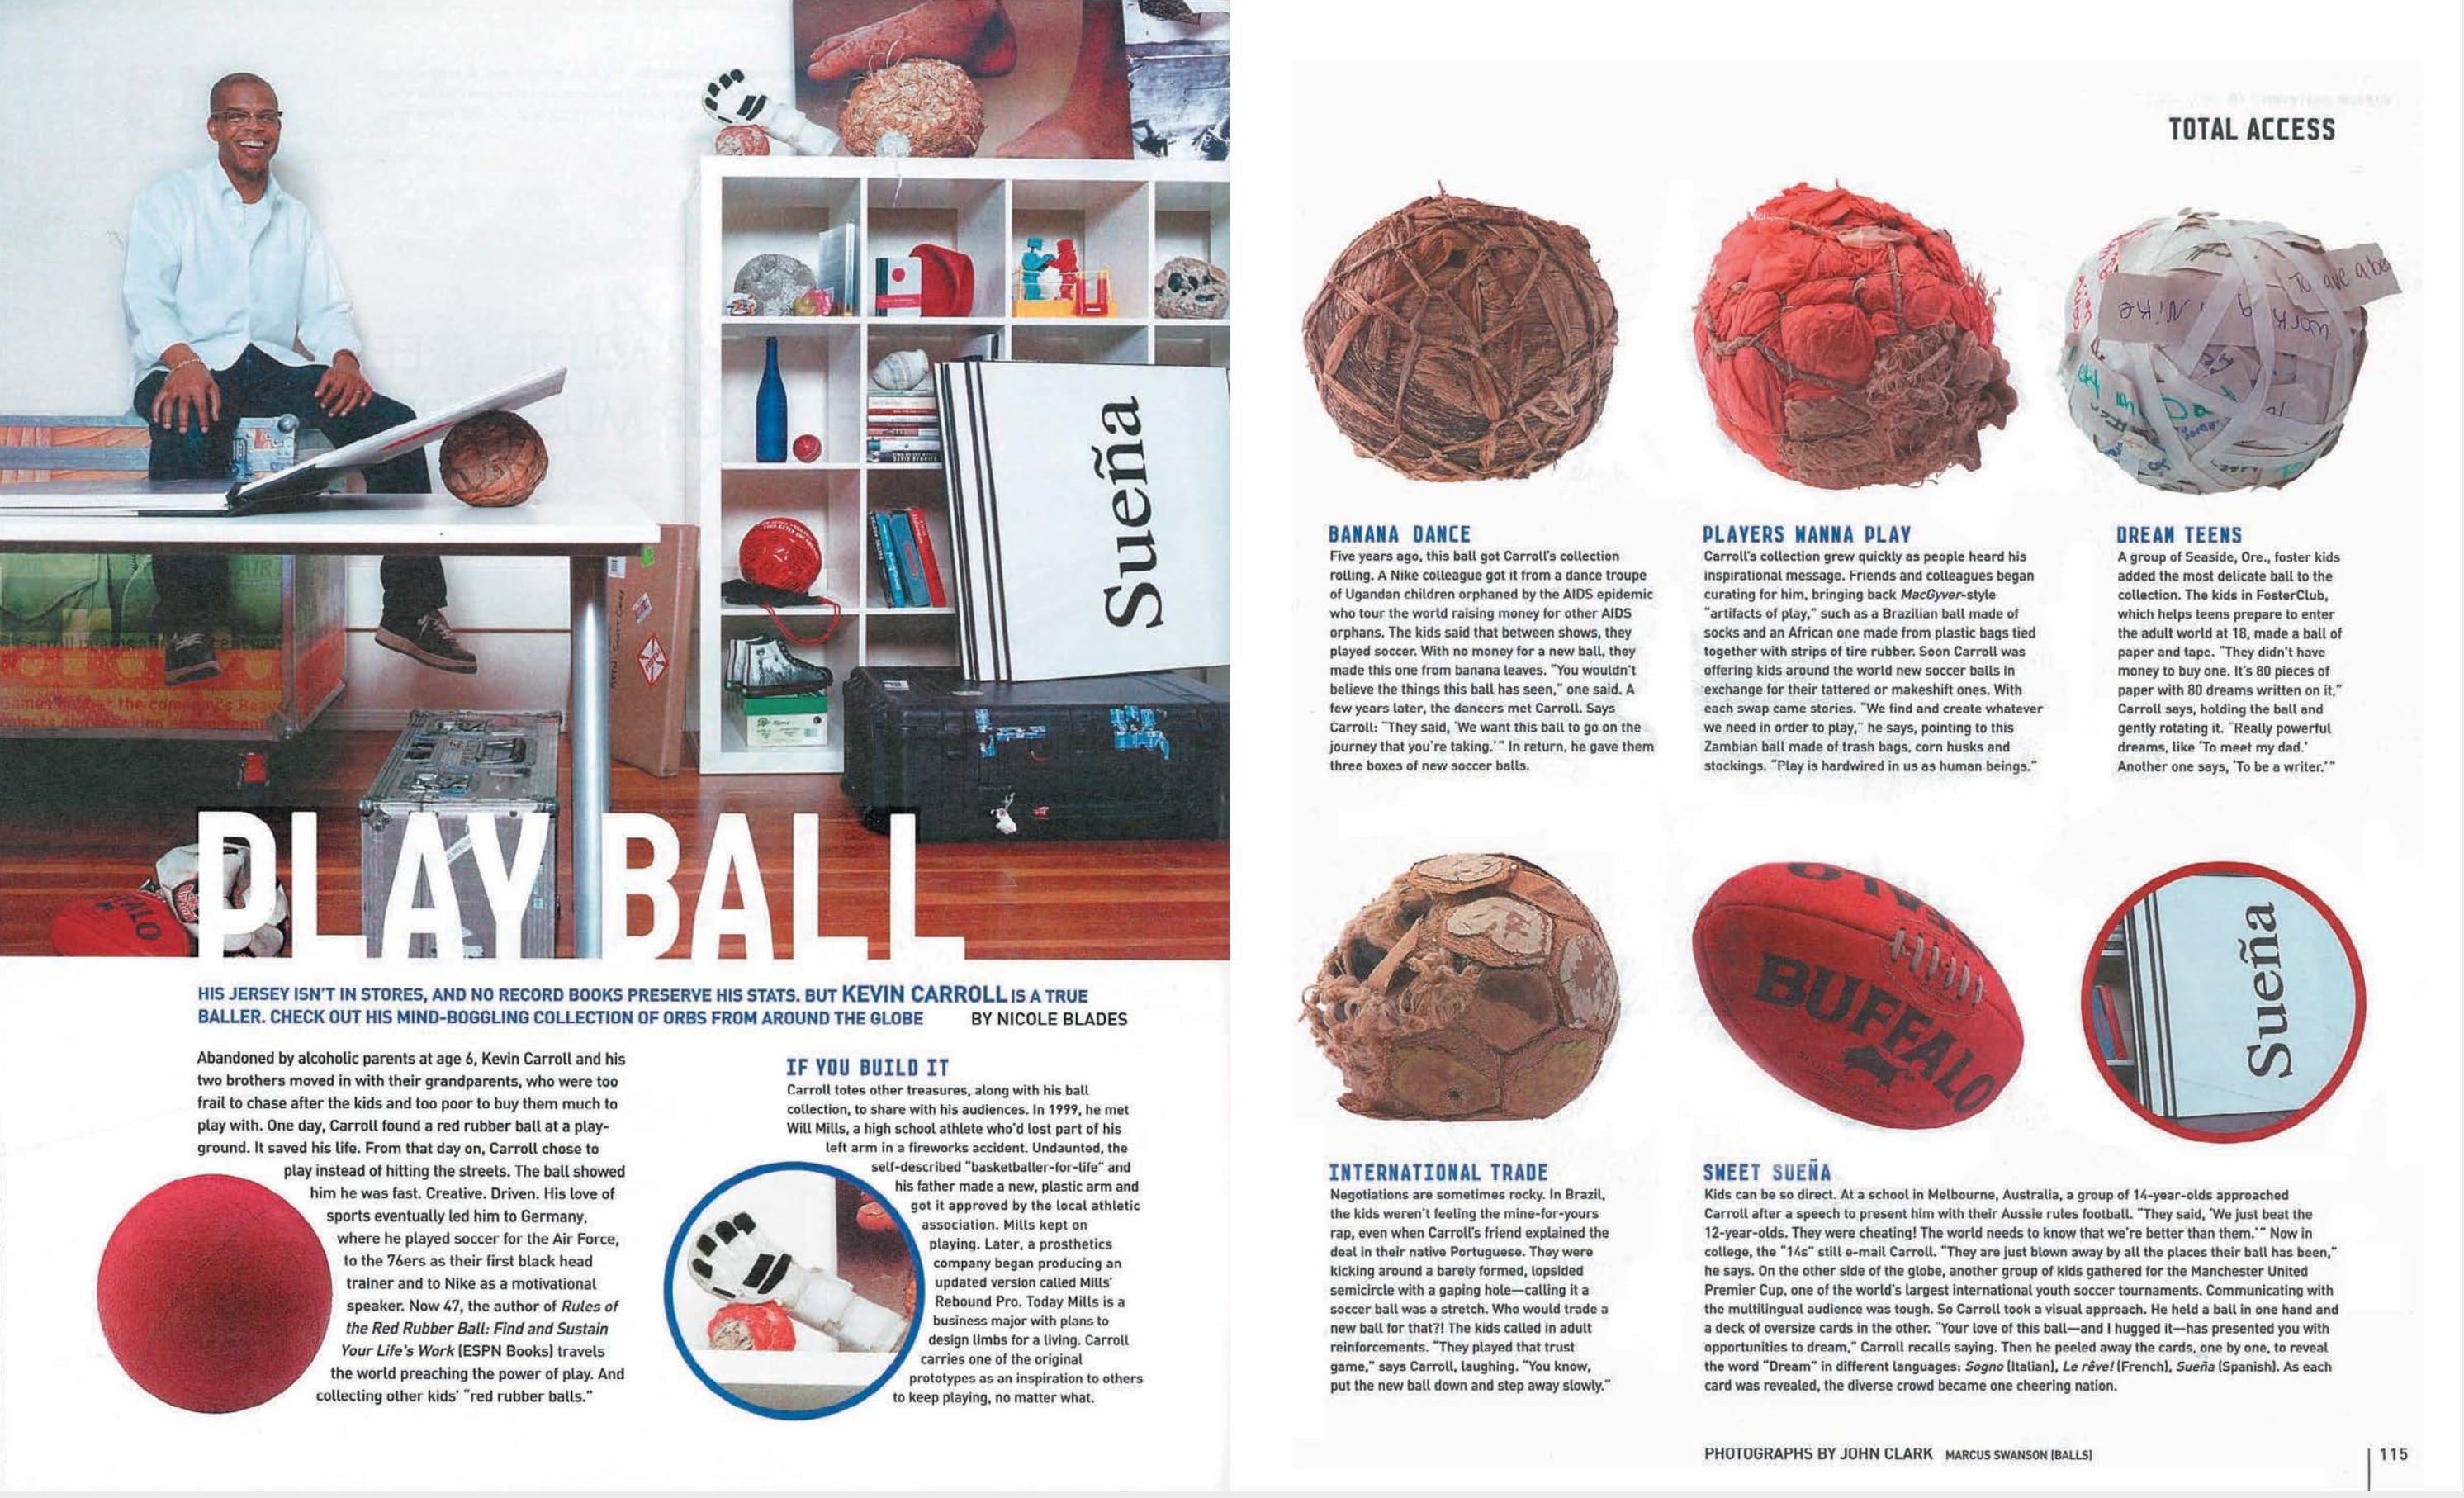 Sueña
BUFFALO
PLAY BALL
HIS JERSEY ISN'T IN STORES, AND NO RECORD BOOKS PRESERVE HIS STATS. BUT KEVIN CARROLL IS A TRUE
BALLER. CHECK OUT HIS MIND-BOGGLING COLLECTION OF ORBS FROM AROUND THE GLOBE BY NICOLE BLADES
Abandoned by alcoholic parents at age 6, Kevin Carroll and his
two brothers moved in with their grandparents, who were too
frail to chase after the kids and too poor to buy them much to
play with. One day, Carroll found a red rubber ball at a play-
ground. It saved his life. From that day on, Carroll chose to
play instead of hitting the streets. The ball showed
him he was fast. Creative. Driven. His love of
sports eventually led him to Germany,
where he played soccer for the Air Force,
to the 76ers as their first black head
trainer and to Nike as a motivational
speaker. Now 47, the author of Rules of
the Red Rubber Ball: Find and Sustain
Your Life's Work (ESPN Books) travels
the world preaching the power of play. And
collecting other kids' "red rubber balls."
IF YOU BUILD IT
Carroll totes other treasures, along with his ball
collection, to share with his audiences. In 1999, he met
Will Mills, a high school athlete who'd lost part of his
left arm in a fireworks accident. Undaunted, the
self-described "basketballer-for-life" and
his father made a new, plastic arm and
got it approved by the local athletic
association. Mills kept on
playing. Later, a prosthetics
company began producing an
updated version called Mills'
Rebound Pro. Today Mills is a
business major with plans to
design limbs for a living. Carroll
carries one of the original
prototypes as an inspiration to others
to keep playing, no matter what.
TOTAL ACCESS
BANANA DANCE
Five years ago, this ball got Carroll's collection
rolling. A Nike colleague got it from a dance troupe
of Ugandan children orphaned by the AIDS epidemic
who tour the world raising money for other AIDS
orphans. The kids said that between shows, they
played soccer. With no money for a new ball, they
made this one from banana leaves. "You wouldn't
believe the things this ball has seen," one said. A
few years later, the dancers met Carroll. Says
Carroll: "They said, 'We want this ball to go on the
journey that you're taking.'" In return, he gave them
three boxes of new soccer balls.
PLAYERS WANNA PLAY
Carroll's collection grew quickly as people heard his
inspirational message. Friends and colleagues began
curating for him, bringing back MacGyver-style
"artifacts of play," such as a Brazilian ball made of
socks and an African one made from plastic bags tied
together with strips of tire rubber. Soon Carroll was
offering kids around the world new soccer balls in
exchange for their tattered or makeshift ones. With
each swap came stories. "We find and create whatever
we need in order to play," he says, pointing to this
Zambian ball made of trash bags, corn husks and
stockings. "Play is hardwired in us as human beings."
DREAM TEENS
A group of Seaside, Ore., foster kids
added the most delicate ball to the
collection. The kids in FosterClub,
which helps teens prepare to enter
the adult world at 18, made a ball of
paper and tape. "They didn't have
money to buy one. It's 80 pieces of
paper with 80 dreams written on it,"
Carroll says, holding the ball and
gently rotating it. "Really powerful
dreams, like 'To meet my dad.'
Another one says, 'To be a writer.'"
BUFFALO
Sueña
INTERNATIONAL TRADE
Negotiations are sometimes rocky. In Brazil,
the kids weren't feeling the mine-for-yours
rap, even when Carroll's friend explained the
deal in their native Portuguese. They were
kicking around a barely formed, lopsided
semicircle with a gaping hole—calling it a
soccer ball was a stretch. Who would trade a
new ball for that?! The kids called in adult
reinforcements. "They played that trust
game," says Carroll, laughing. "You know,
put the new ball down and step away slowly."
SWEET SUEÑA
Kids can be so direct. At a school in Melbourne, Australia, a group of 14-year-olds approached
Carroll after a speech to present him with their Aussie rules football. "They said, 'We just beat the
12-year-olds. They were cheating! The world needs to know that we're better than them.'" Now in
college, the "14s" still e-mail Carroll. "They are just blown away by all the places their ball has been,"
he says. On the other side of the globe, another group of kids gathered for the Manchester United
Premier Cup, one of the world's largest international youth soccer tournaments. Communicating with
the multilingual audience was tough. So Carroll took a visual approach. He held a ball in one hand and
a deck of oversize cards in the other. "Your love of this ball—and I hugged it—has presented you with
opportunities to dream," Carroll recalls saying. Then he peeled away the cards, one by one, to reveal
the word "Dream" in different languages: Sogno (Italian), Le rêve! (French), Sueña (Spanish). As each
card was revealed, the diverse crowd became one cheering nation.
PHOTOGRAPHS BY JOHN CLARK MARCUS SWANSON (BALLS)
115